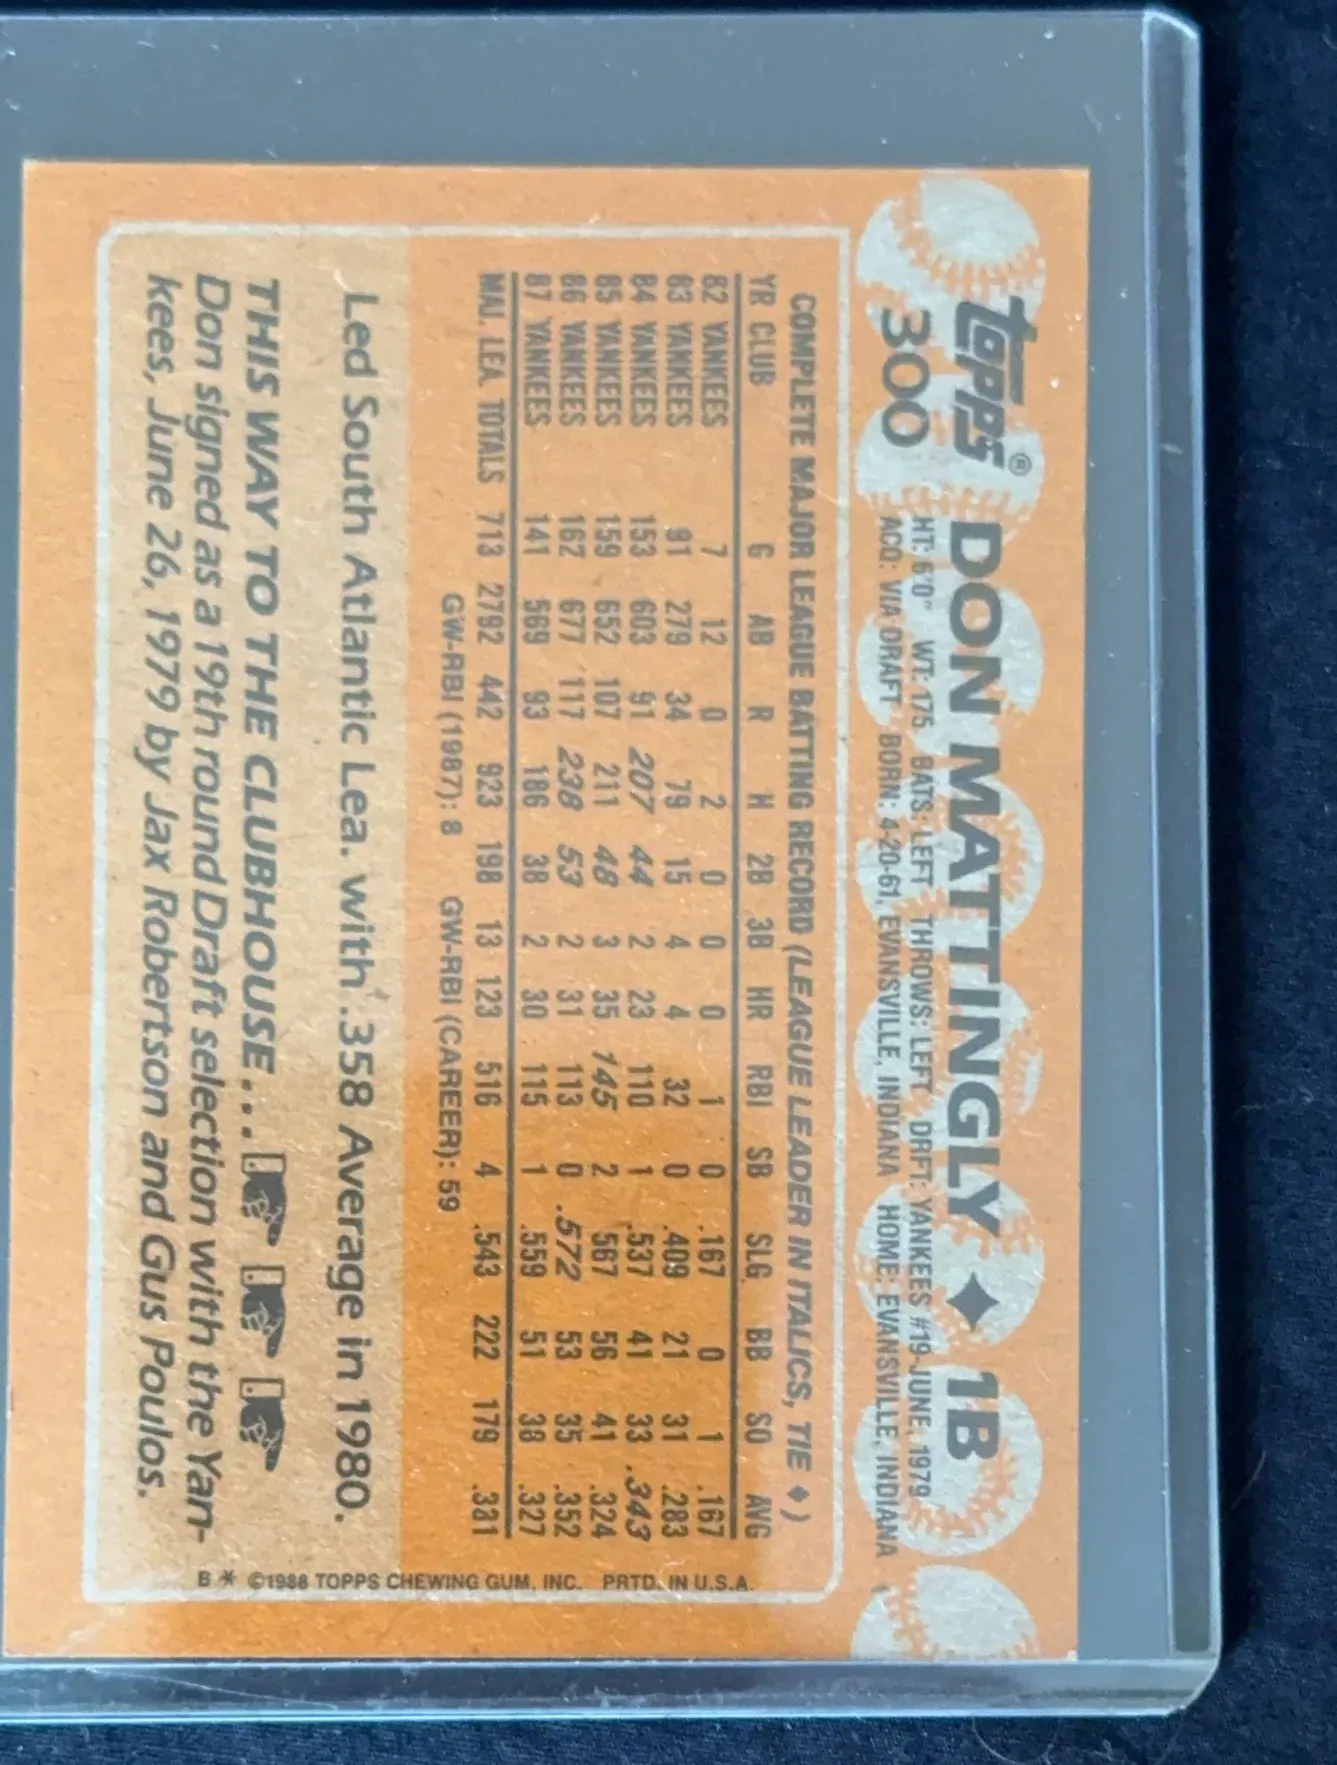 topps® DON MATTINGLY ♦ 1B
300 HT: 6'0" WT: 175 BATS: LEFT THROWS: LEFT DRFT: YANKEES #19-JUNE, 1979
ACQ: VIA DRAFT BORN: 4-20-61, EVANSVILLE, INDIANA HOME: EVANSVILLE, INDIANA
COMPLETE MAJOR LEAGUE BATTING RECORD (LEAGUE LEADER IN ITALICS, TIE ♦)
YR CLUB G AB R H 2B 3B HR RBI SB SLG BB SO AVG
82 YANKEES 7 12 0 2 0 0 0 1 0 .167 0 1 .167
83 YANKEES 91 279 34 79 15 4 4 32 0 .409 21 31 .283
84 YANKEES 153 603 91 207 44 2 23 110 1 .537 41 33 .343
85 YANKEES 159 652 107 211 48 3 35 145 2 .567 56 41 .324
86 YANKEES 162 677 117 238 53 2 31 113 0 .572 53 35 .352
87 YANKEES 141 569 93 186 38 2 30 115 1 .559 51 38 .327
MAJ. LEA. TOTALS 713 2792 442 923 198 13 123 516 4 .543 222 179 .331
GW-RBI (1987): 8 GW-RBI (CAREER): 59
Led South Atlantic Lea. with .358 Average in 1980.
THIS WAY TO THE CLUBHOUSE...
Don signed as a 19th round Draft selection with the Yan-
kees, June 26, 1979 by Jax Robertson and Gus Poulos.
B * ©1988 TOPPS CHEWING GUM, INC. PRTD. IN U.S.A.